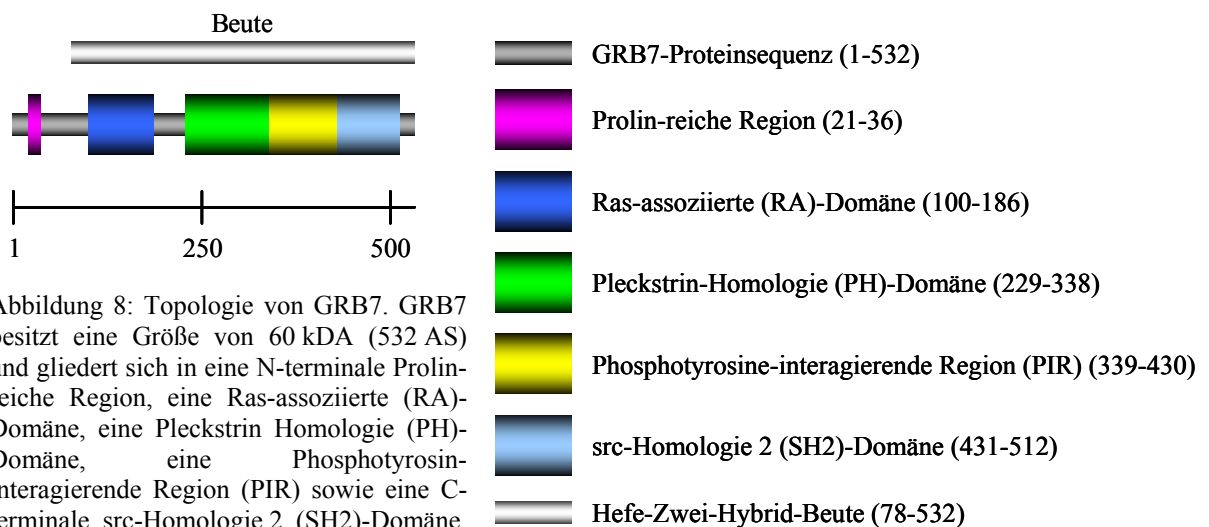 Beute
1
250
500
GRB7-Proteinsequenz (1-532)
Prolin-reiche Region (21-36)
Ras-assoziierte (RA)-Domäne (100-186)
Pleckstrin-Homologie (PH)-Domäne (229-338)
Phosphotyrosine-interagierende Region (PIR) (339-430)
src-Homologie 2 (SH2)-Domäne (431-512)
Hefe-Zwei-Hybrid-Beute (78-532)
Abbildung 8: Topologie von GRB7. GRB7
besitzt eine Größe von 60 kDA (532 AS)
und gliedert sich in eine N-terminale Prolin-
reiche Region, eine Ras-assoziierte (RA)-
Domäne, eine Pleckstrin Homologie (PH)-
Domäne, eine Phosphotyrosin-
interagierende Region (PIR) sowie eine C-
terminale src-Homologie 2 (SH2)-Domäne.